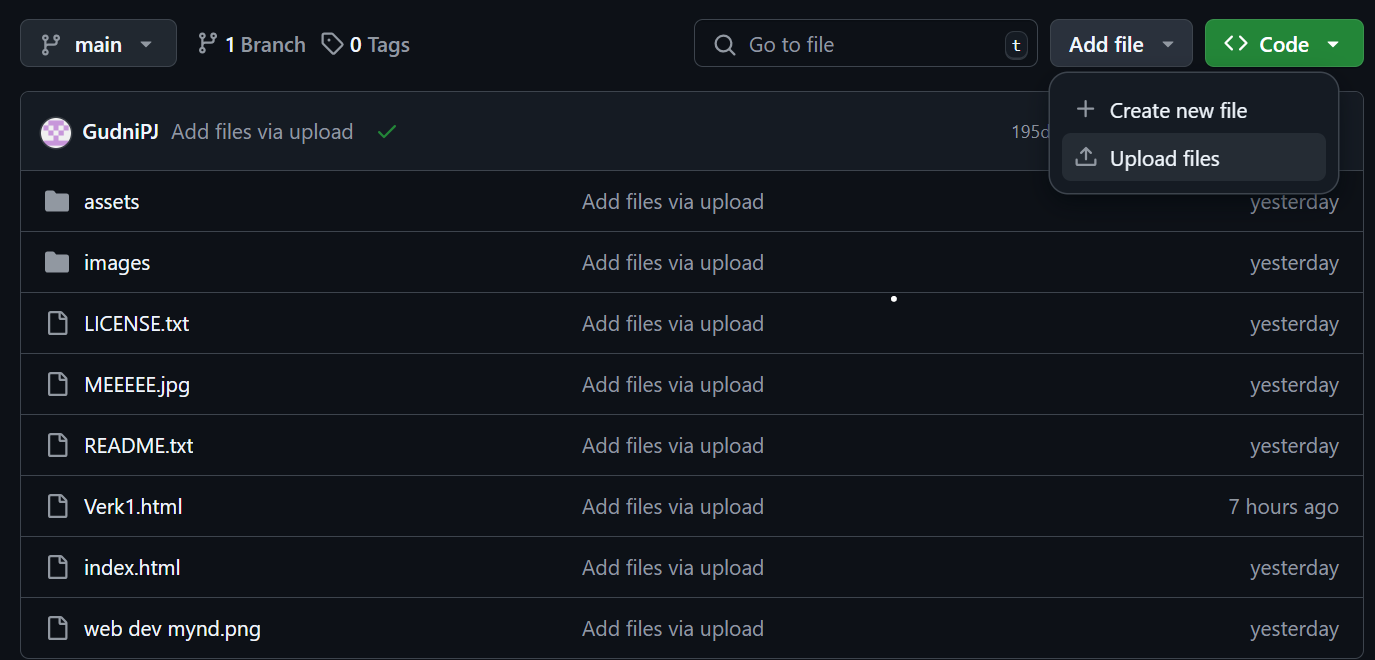 main 1 Branch 0 Tags Go to file t Add file Code
Create new file
GudniPJ Add files via upload
Upload files
assets Add files via upload yesterday
images Add files via upload yesterday
LICENSE.txt Add files via upload yesterday
MEEEEE.jpg Add files via upload yesterday
README.txt Add files via upload yesterday
Verk1.html Add files via upload 7 hours ago
index.html Add files via upload yesterday
web dev mynd.png Add files via upload yesterday